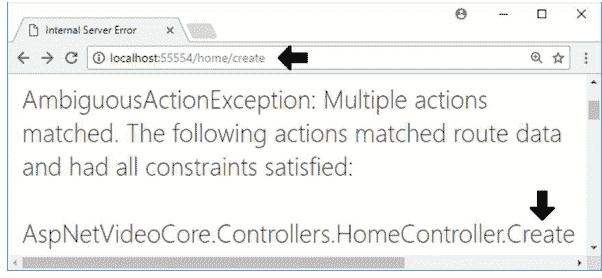 Internal Server Error
localhost:55554/home/create
AmbiguousActionException: Multiple actions
matched. The following actions matched route data
and had all constraints satisfied:
AspNetVideoCore.Controllers.HomeController.Create